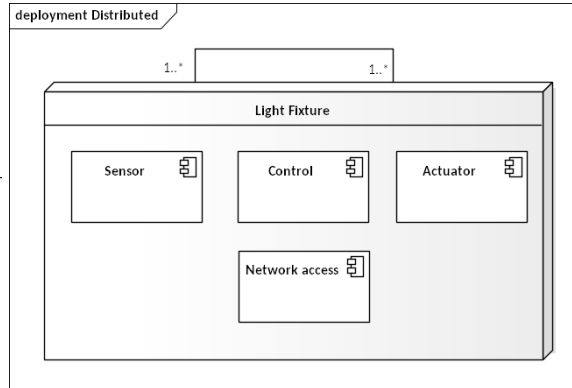 deployment Distributed
1..* 1..*
Light Fixture
Sensor Control Actuator
Network access